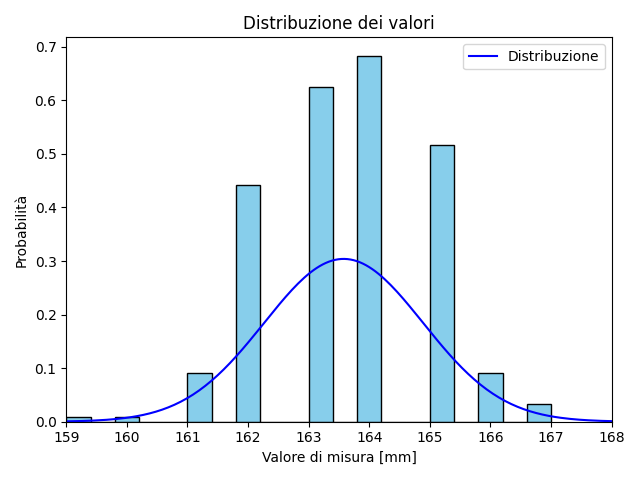 Distribuzione dei valori
Distribuzione
Probabilità
0.7
0.6
0.5
0.4
0.3
0.2
0.1
0.0
159 160 161 162 163 164 165 166 167 168
Valore di misura [mm]